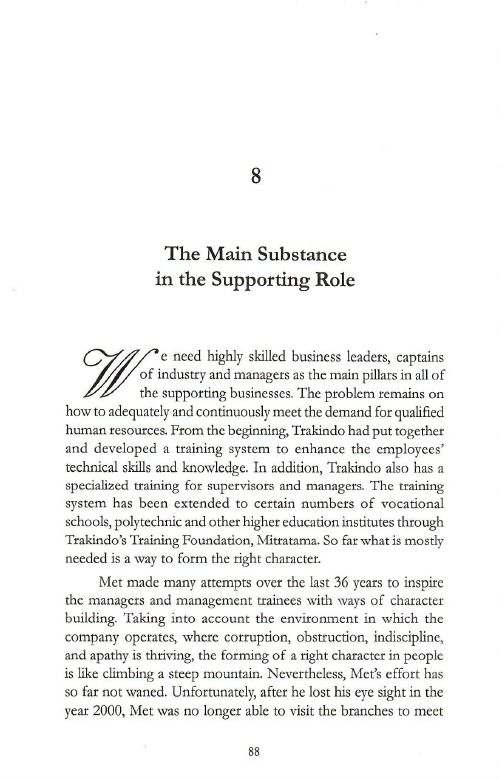 8
The Main Substance
in the Supporting Role
We need highly skilled business leaders, captains
of industry and managers as the main pillars in all of
the supporting businesses. The problem remains on
how to adequately and continuously meet the demand for qualified
human resources. From the beginning, Trakindo had put together
and developed a training system to enhance the employees’
technical skills and knowledge. In addition, Trakindo also has a
specialized training for supervisors and managers. The training
system has been extended to certain numbers of vocational
schools, polytechnic and other higher education institutes through
Trakindo’s Training Foundation, Mitratama. So far what is mostly
needed is a way to form the right character.
Met made many attempts over the last 36 years to inspire
the managers and management trainees with ways of character
building. Taking into account the environment in which the
company operates, where corruption, obstruction, indiscipline,
and apathy is thriving, the forming of a right character in people
is like climbing a steep mountain. Nevertheless, Met’s effort has
so far not waned. Unfortunately, after he lost his eye sight in the
year 2000, Met was no longer able to visit the branches to meet
88